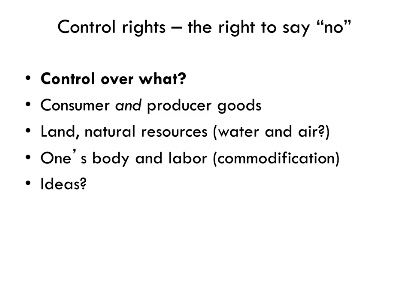 Control rights – the right to say “no”
• Control over what?
• Consumer and producer goods
• Land, natural resources (water and air?)
• One’s body and labor (commodification)
• Ideas?